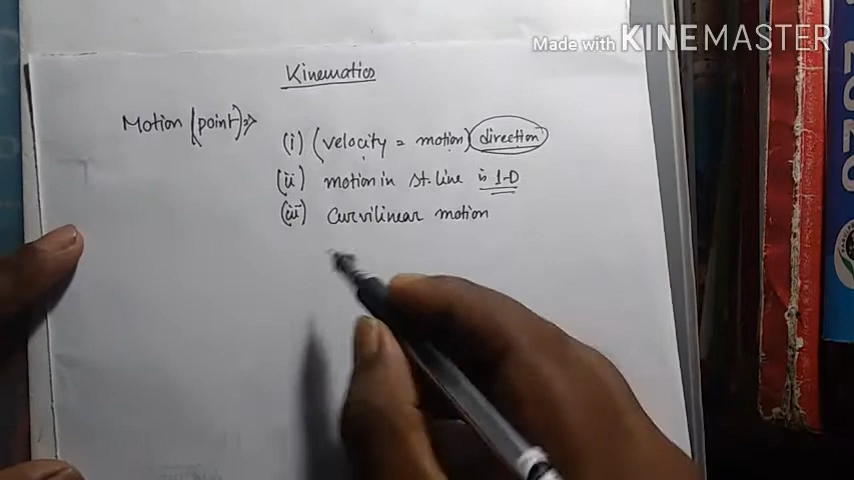 Made with KINEMASTER
Kinematics
Motion (point) ⇒
(i) (velocity = motion) direction
(ii) motion in st. line is 1-D
(iii) curvilinear motion